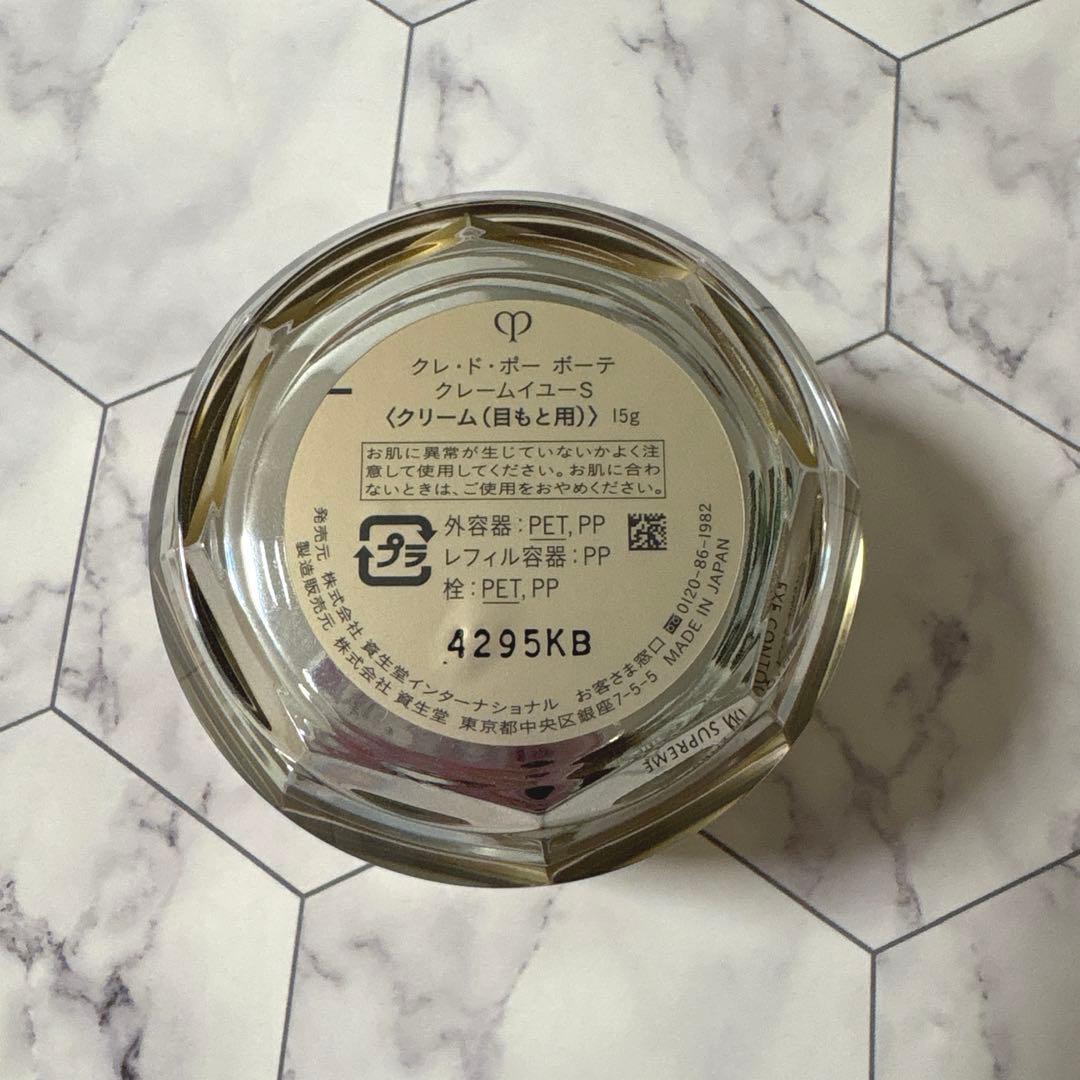 クレ・ド・ポー ボーテ
クレームイユーS
〈クリーム(目もと用)〉 15g
お肌に異常が生じていないかよく注
意して使用してください。お肌に合わ
ないときは、ご使用をおやめください。
プラ
外容器：PET, PP
レフィル容器：PP
栓：PET, PP
4295KB
発売元 株式会社 資生堂インターナショナル お客さま窓口 0120-86-1982
製造販売元 株式会社 資生堂 東京都中央区銀座7-5-5 MADE IN JAPAN
SUPREME